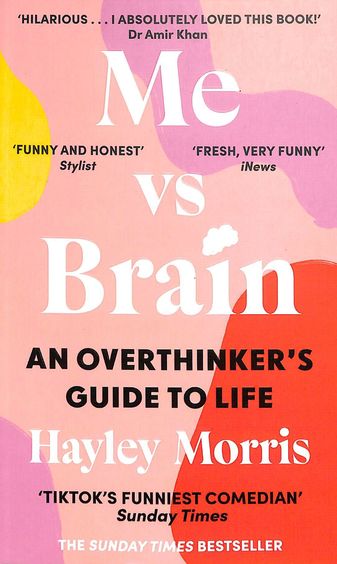 'HILARIOUS . . . I ABSOLUTELY LOVED THIS BOOK!'
Dr Amir Khan
Me
'FUNNY AND HONEST'
Stylist
'FRESH, VERY FUNNY'
iNews
vs
Brain
AN OVERTHINKER'S
GUIDE TO LIFE
Hayley Morris
'TIKTOK'S FUNNIEST COMEDIAN'
Sunday Times
THE SUNDAY TIMES BESTSELLER